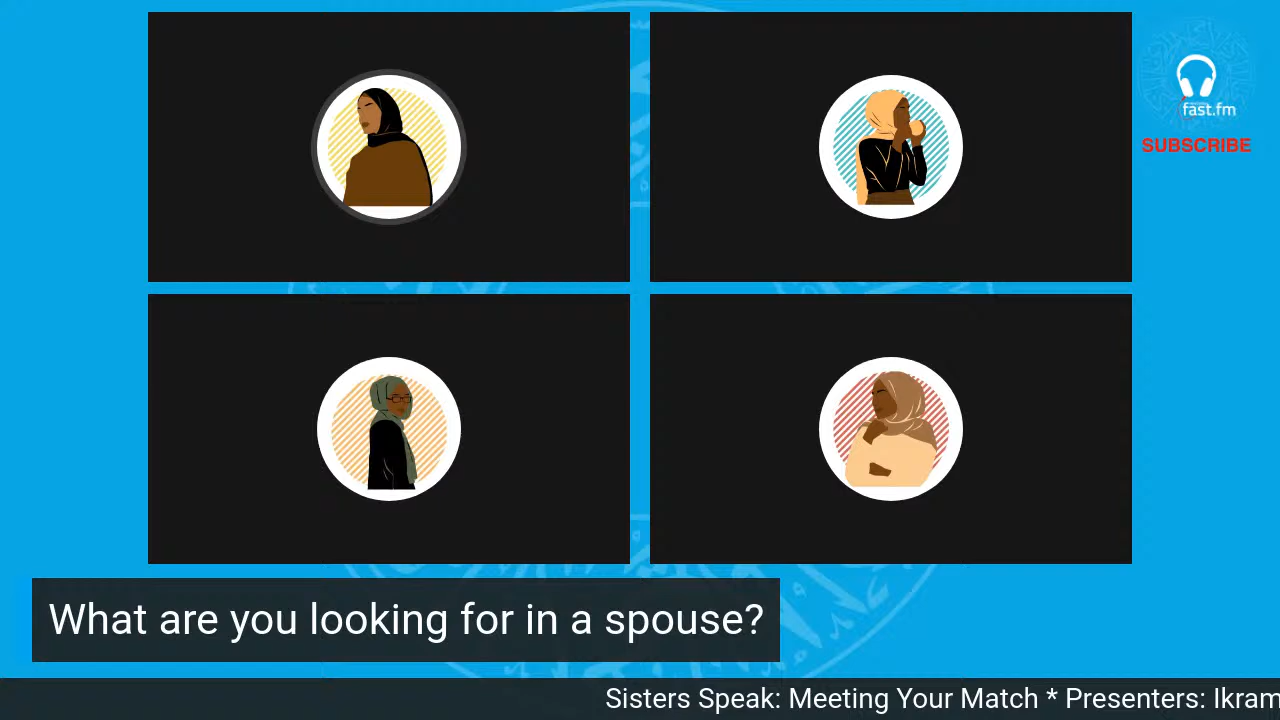 fast.fm
SUBSCRIBE
What are you looking for in a spouse?
Sisters Speak: Meeting Your Match * Presenters: Ikram